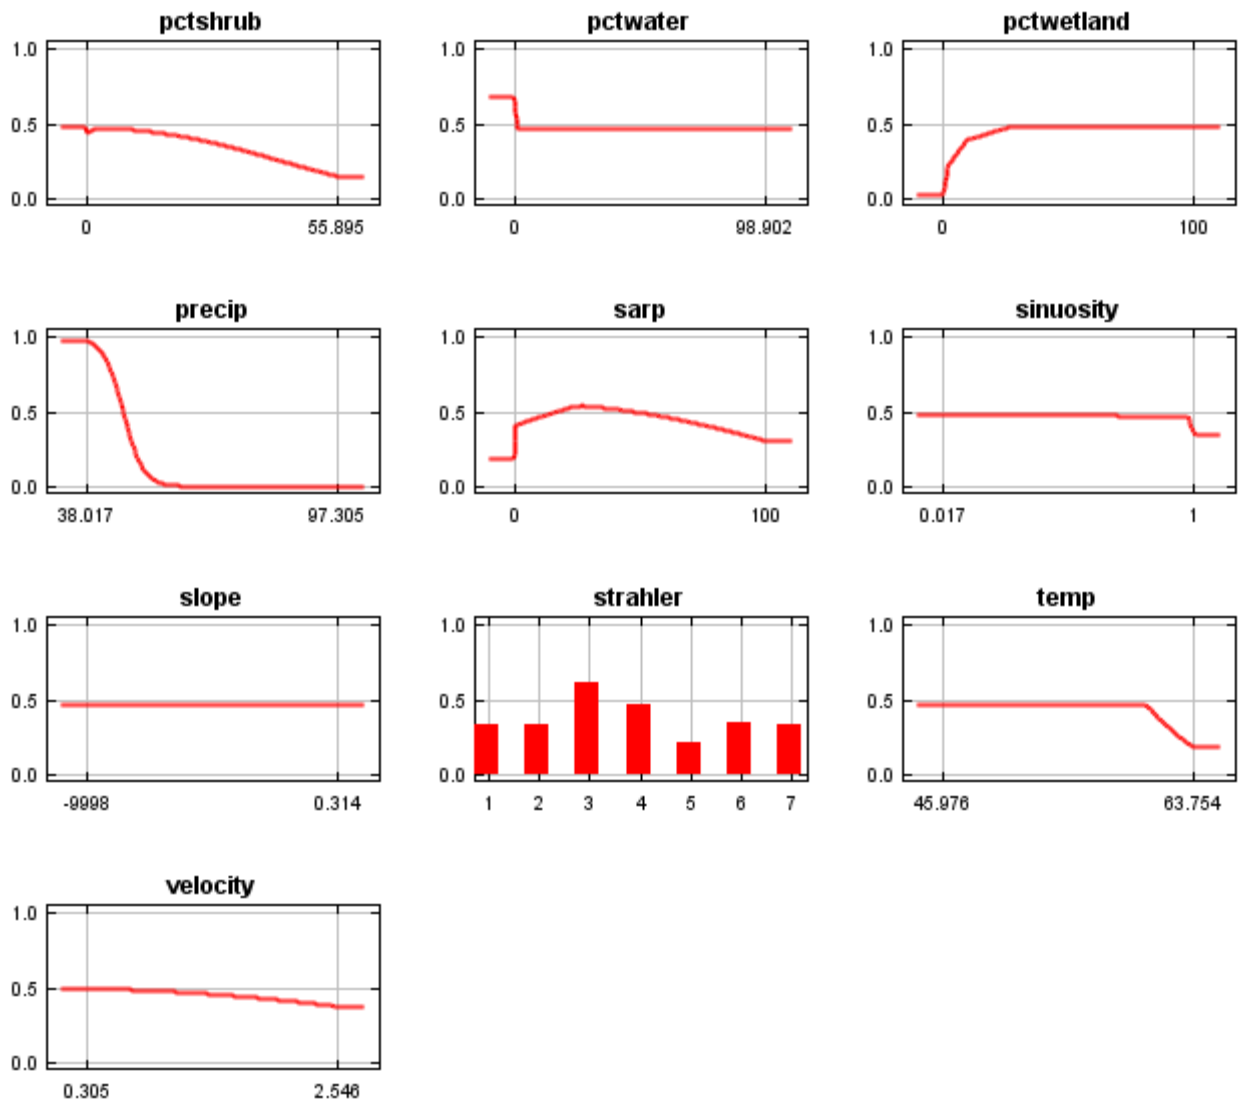 pctshrub pctwater pctwetland
1.0 1.0 1.0
0.5 0.5 0.5
0.0 0.0 0.0
0 55.895 0 98.902 0 100
precip sarp sinuosity
1.0 1.0 1.0
0.5 0.5 0.5
0.0 0.0 0.0
38.017 97.305 0 100 0.017 1
slope strahler temp
1.0 1.0 1.0
0.5 0.5 0.5
0.0 0.0 0.0
-9998 0.314 1 2 3 4 5 6 7 45.976 63.754
velocity
1.0
0.5
0.0
0.305 2.546